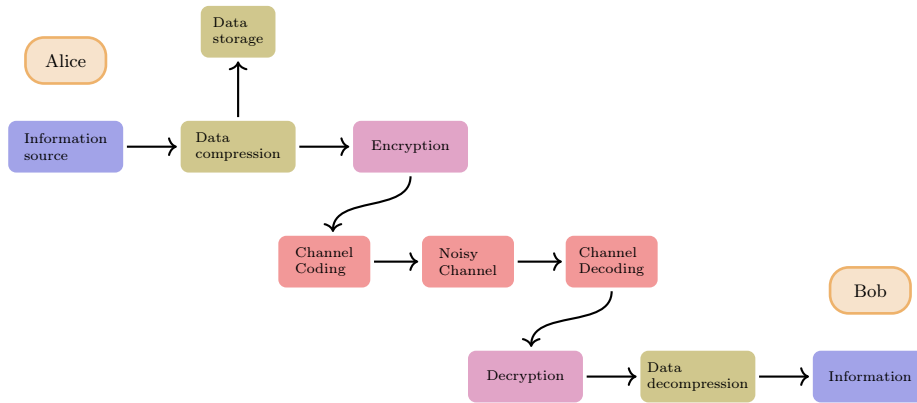 Data
storage
Alice
Information
source
Data
compression
Encryption
Channel
Coding
Noisy
Channel
Channel
Decoding
Bob
Decryption
Data
decompression
Information